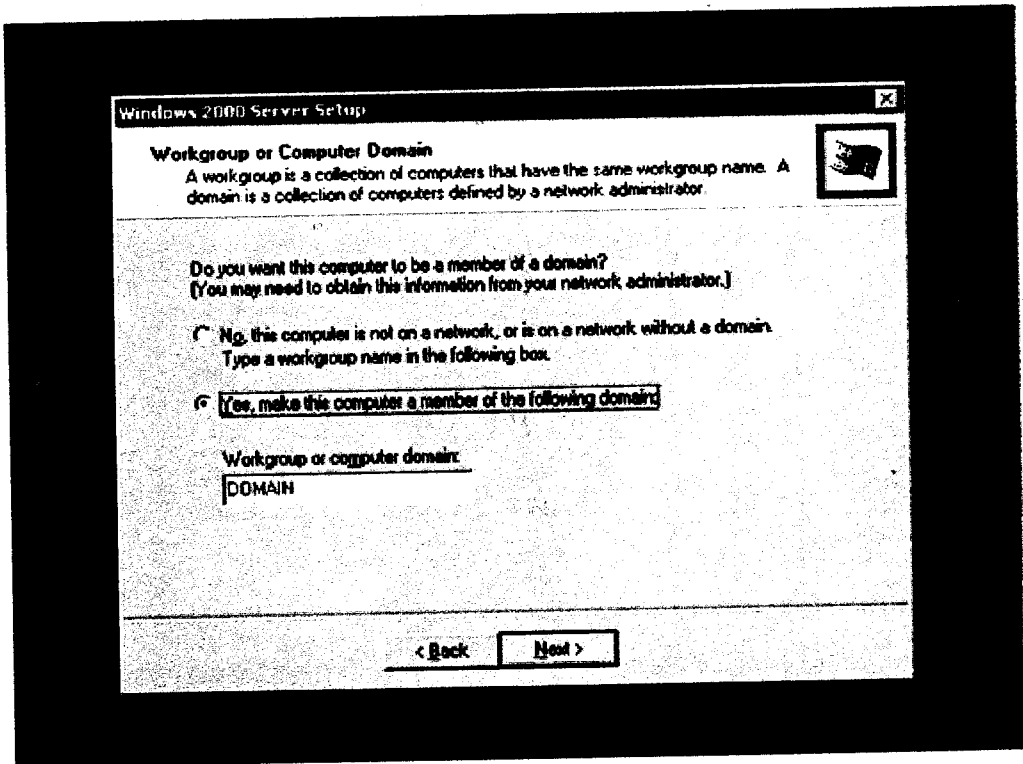 Windows 2000 Server Setup
Workgroup or Computer Domain
A workgroup is a collection of computers that have the same workgroup name. A
domain is a collection of computers defined by a network administrator.
Do you want this computer to be a member of a domain?
(You may need to obtain this information from your network administrator.)
No, this computer is not on a network, or is on a network without a domain.
Type a workgroup name in the following box.
Yes, make this computer a member of the following domain:
Workgroup or computer domain:
DOMAIN
< Back
Next >